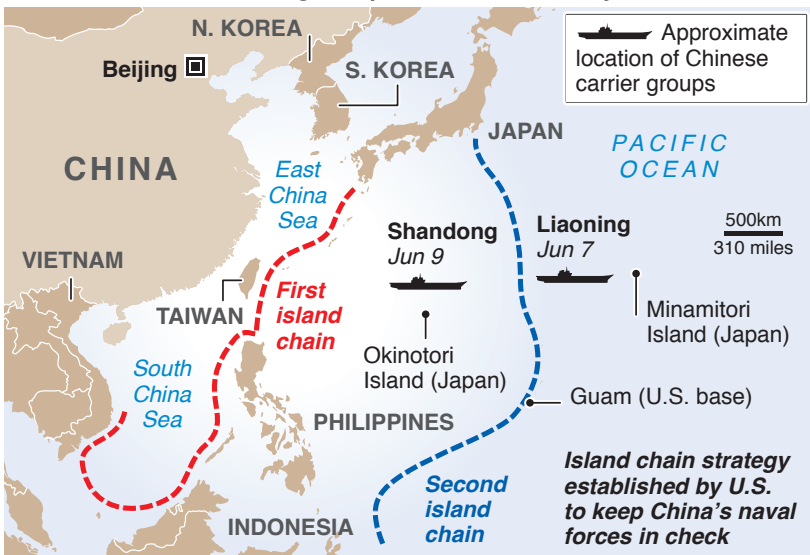 N. KOREA
Beijing
S. KOREA
Approximate
location of Chinese
carrier groups
JAPAN
PACIFIC
OCEAN
CHINA
East
China
Sea
Shandong
Jun 9
Liaoning
Jun 7
500km
310 miles
VIETNAM
TAIWAN
First
island
chain
Minamitori
Island (Japan)
Okinotori
Island (Japan)
South
China
Sea
Guam (U.S. base)
PHILIPPINES
Second
island
chain
INDONESIA
Island chain strategy
established by U.S.
to keep China’s naval
forces in check